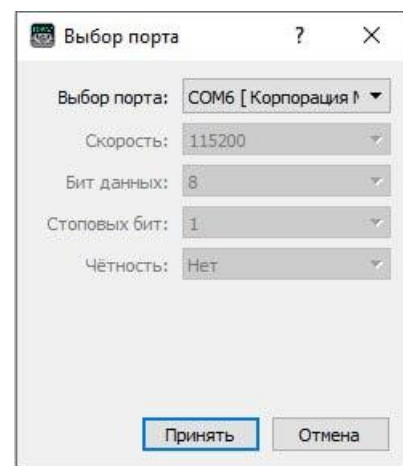 Выбор порта ? ×
Выбор порта: COM6 [ Корпорация
Скорость: 115200
Бит данных: 8
Стоповых бит: 1
Чётность: Нет
Принять Отмена